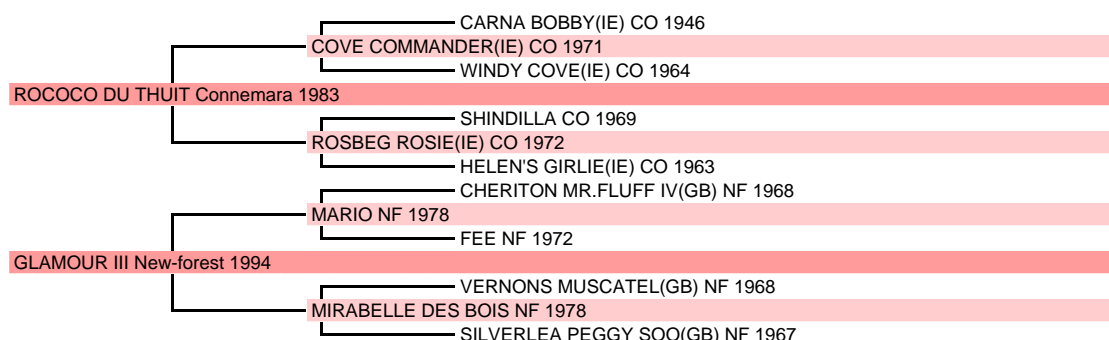 CARNA BOBBY(IE) CO 1946
COVE COMMANDER(IE) CO 1971
WINDY COVE(IE) CO 1964
ROCOCO DU THUIT Connemara 1983
SHINDILLA CO 1969
ROSBEG ROSIE(IE) CO 1972
HELEN'S GIRLIE(IE) CO 1963
CHERITON MR.FLUFF IV(GB) NF 1968
MARIO NF 1978
FEE NF 1972
GLAMOUR III New-forest 1994
VERNONS MUSCATEL(GB) NF 1968
MIRABELLE DES BOIS NF 1978
SILVERLEA PEGGY SOO(GB) NF 1967